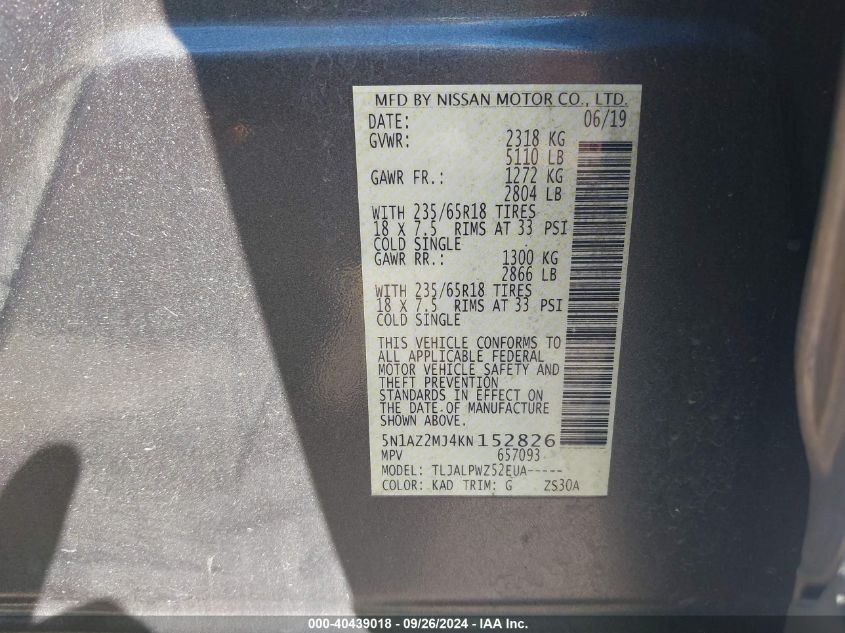 MFD BY NISSAN MOTOR CO., LTD.
DATE: 06/19
GVWR: 2318 KG
5110 LB
GAWR FR.: 1272 KG
2804 LB
WITH 235/65R18 TIRES
18 X 7.5 RIMS AT 33 PSI
COLD SINGLE
GAWR RR.: 1300 KG
2866 LB
WITH 235/65R18 TIRES
18 X 7.5 RIMS AT 33 PSI
COLD SINGLE
THIS VEHICLE CONFORMS TO
ALL APPLICABLE FEDERAL
MOTOR VEHICLE SAFETY AND
THEFT PREVENTION
STANDARDS IN EFFECT ON
THE DATE OF MANUFACTURE
SHOWN ABOVE.
5N1AZ2MJ4KN152826
MPV 657093
MODEL: TLJALPWZ52EUA-----
COLOR: KAD TRIM: G ZS30A
000-40439018 - 09/26/2024 - IAA Inc.